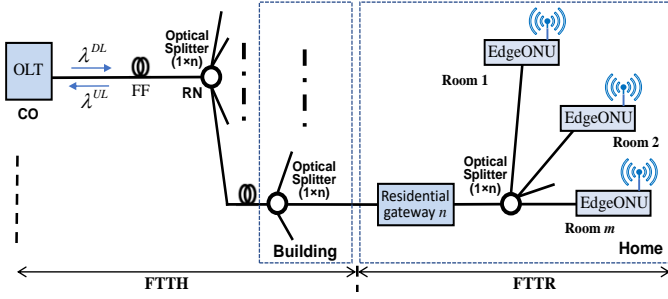 Optical
Splitter
(1×n)
OLT
λ^DL
λ^UL
FF
RN
CO
Optical
Splitter
(1×n)
Building
Residential
gateway n
Optical
Splitter
(1×n)
EdgeONU
Room 1
EdgeONU
Room 2
EdgeONU
Room m
Home
FTTH
FTTR